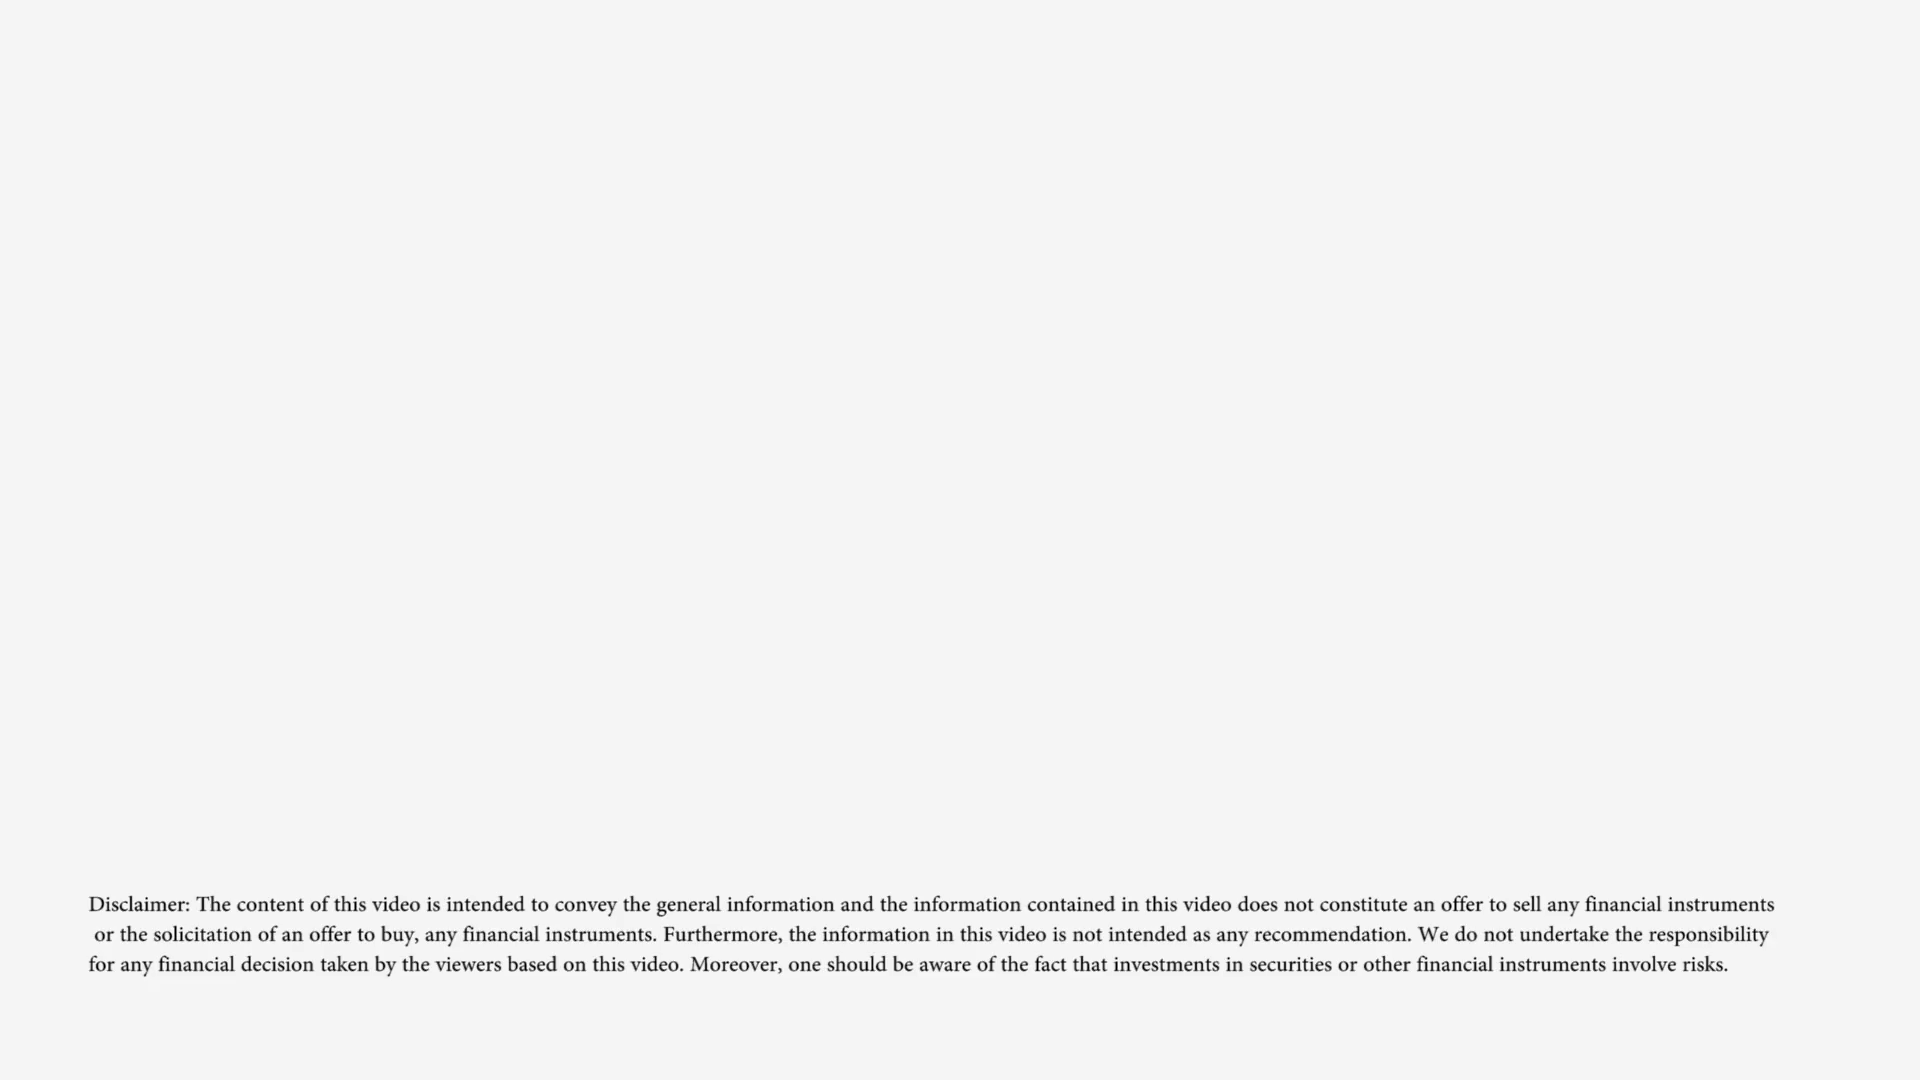 Disclaimer: The content of this video is intended to convey the general information and the information contained in this video does not constitute an offer to sell any financial instruments
or the solicitation of an offer to buy, any financial instruments. Furthermore, the information in this video is not intended as any recommendation. We do not undertake the responsibility
for any financial decision taken by the viewers based on this video. Moreover, one should be aware of the fact that investments in securities or other financial instruments involve risks.